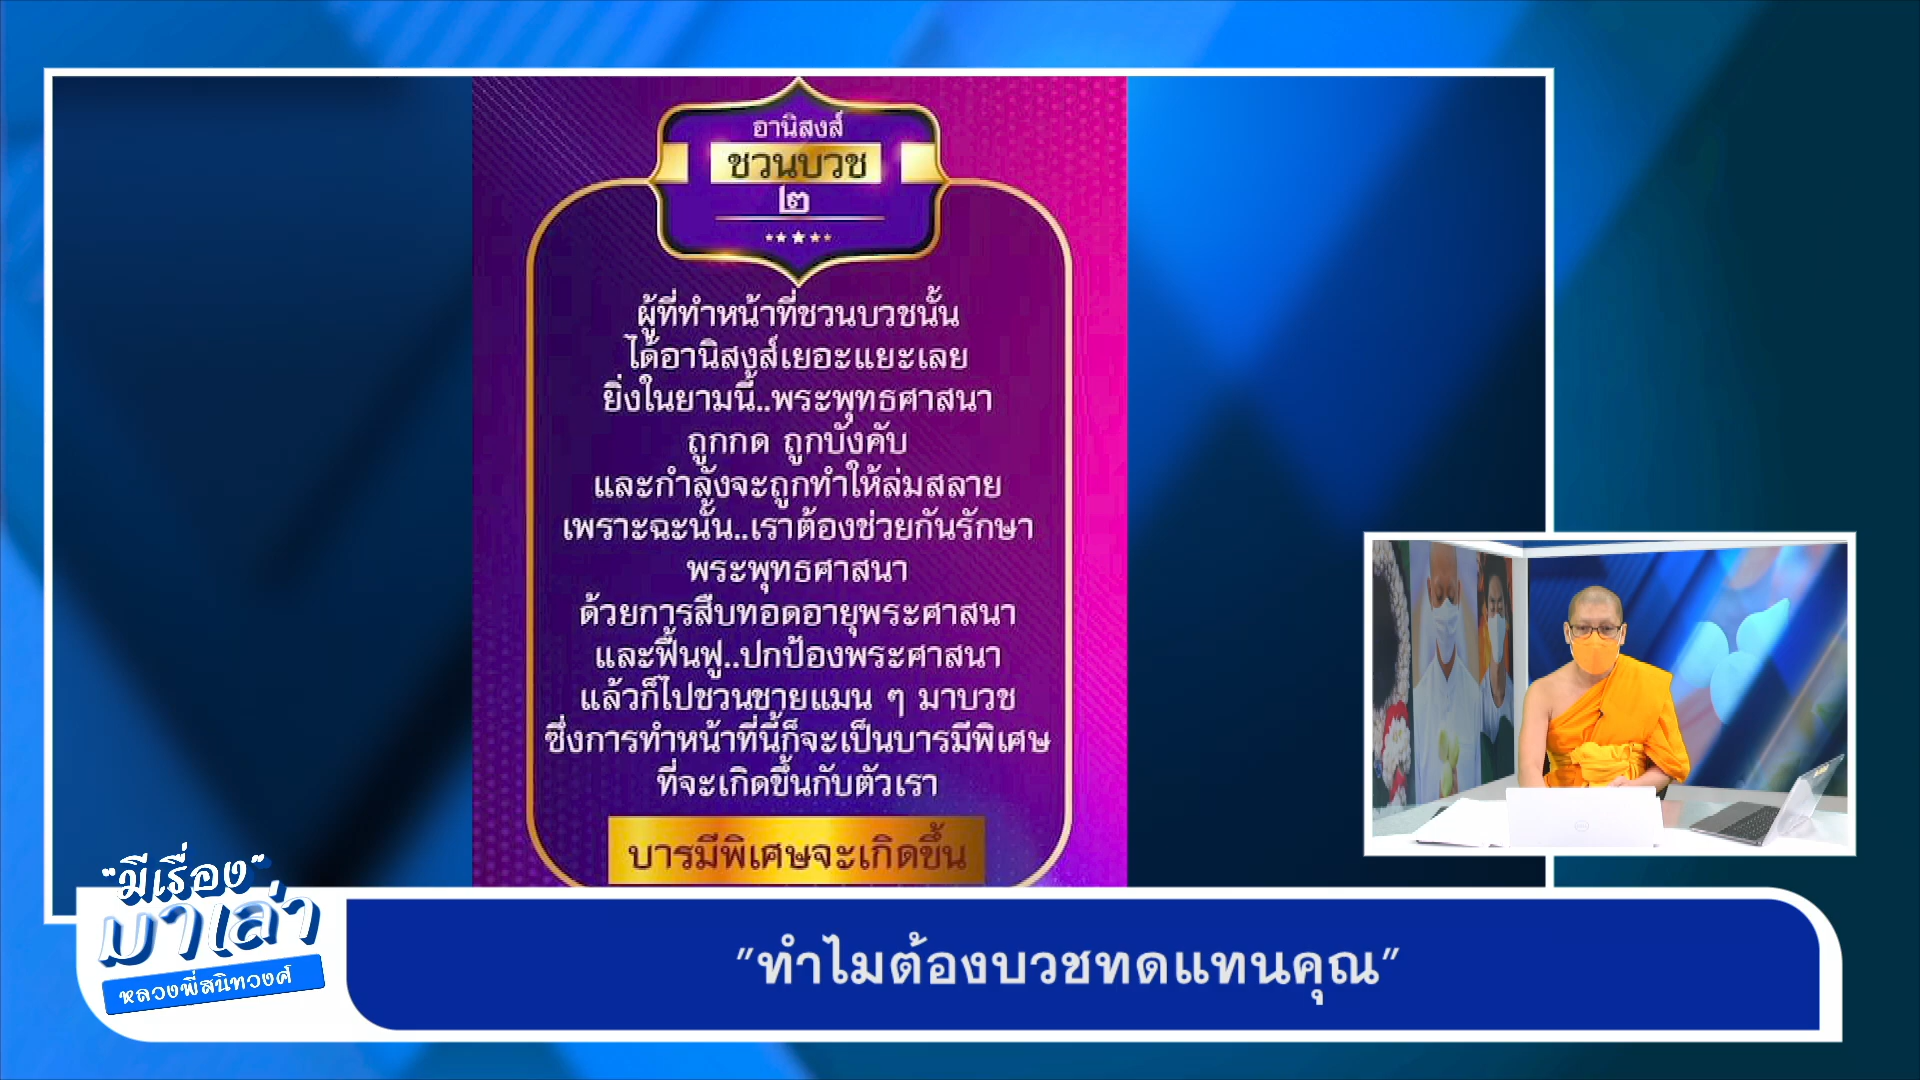 อานิสงส์
ชวนบวช
๒
ผู้ที่ทำหน้าที่ชวนบวชนั้น
ได้อานิสงส์เยอะแยะเลย
ยิ่งในยามนี้..พระพุทธศาสนา
ถูกกด ถูกบังคับ
และกำลังจะถูกทำให้ล่มสลาย
เพราะฉะนั้น..เราต้องช่วยกันรักษา
พระพุทธศาสนา
ด้วยการสืบทอดอายุพระศาสนา
และฟื้นฟู..ปกป้องพระศาสนา
แล้วก็ไปชวนชายแมน ๆ มาบวช
ซึ่งการทำหน้าที่นี้ก็จะเป็นบารมีพิเศษ
ที่จะเกิดขึ้นกับตัวเรา
บารมีพิเศษจะเกิดขึ้น
"มีเรื่อง"
มาเล่า
หลวงพี่สนิทวงศ์
"ทำไมต้องบวชทดแทนคุณ"